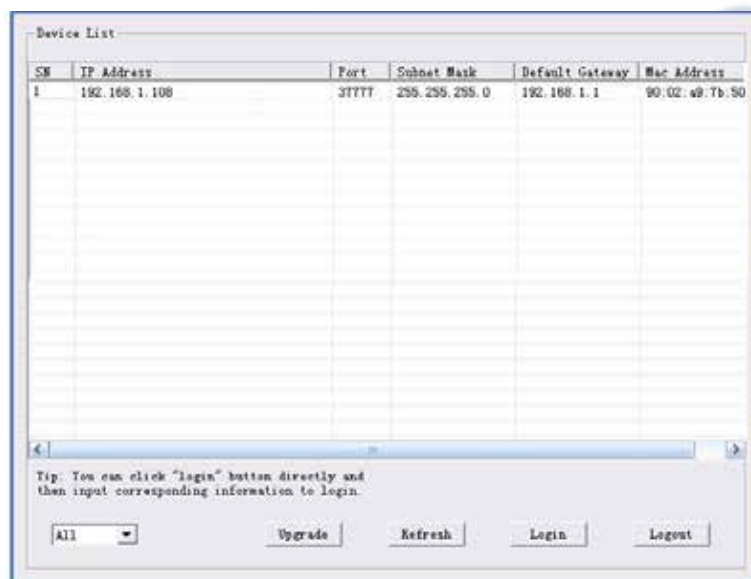 Device List
SN IP Address Port Subnet Mask Default Gateway Mac Address
1 192.168.1.108 37777 255.255.255.0 192.168.1.1 90:02:a9:7b:50
Tip: You can click "login" button directly and
then input corresponding information to login.
All Upgrade Refresh Login Logout